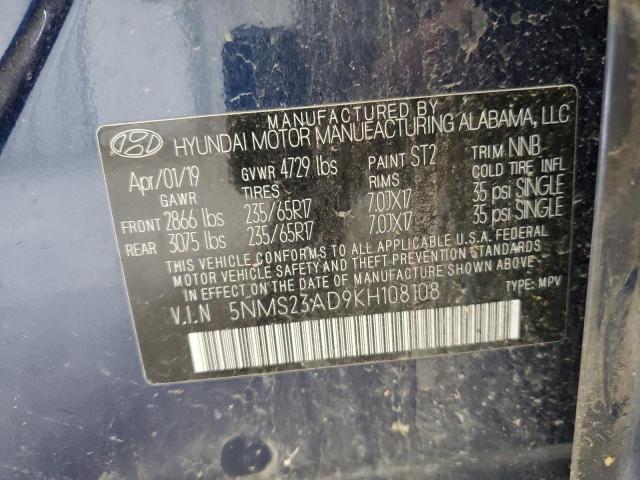 MANUFACTURED BY
HYUNDAI MOTOR MANUFACTURING ALABAMA, LLC
Apr/01/19 GVWR 4729 lbs PAINT ST2 TRIM NNB
GAWR TIRES RIMS COLD TIRE INFL
FRONT 2866 lbs 235/65R17 7.0JX17 35 psi SINGLE
REAR 3075 lbs 235/65R17 7.0JX17 35 psi SINGLE
THIS VEHICLE CONFORMS TO ALL APPLICABLE U.S.A. FEDERAL
MOTOR VEHICLE SAFETY AND THEFT PREVENTION STANDARDS
IN EFFECT ON THE DATE OF MANUFACTURE SHOWN ABOVE.
V.I.N 5NMS23AD9KH108108 TYPE: MPV